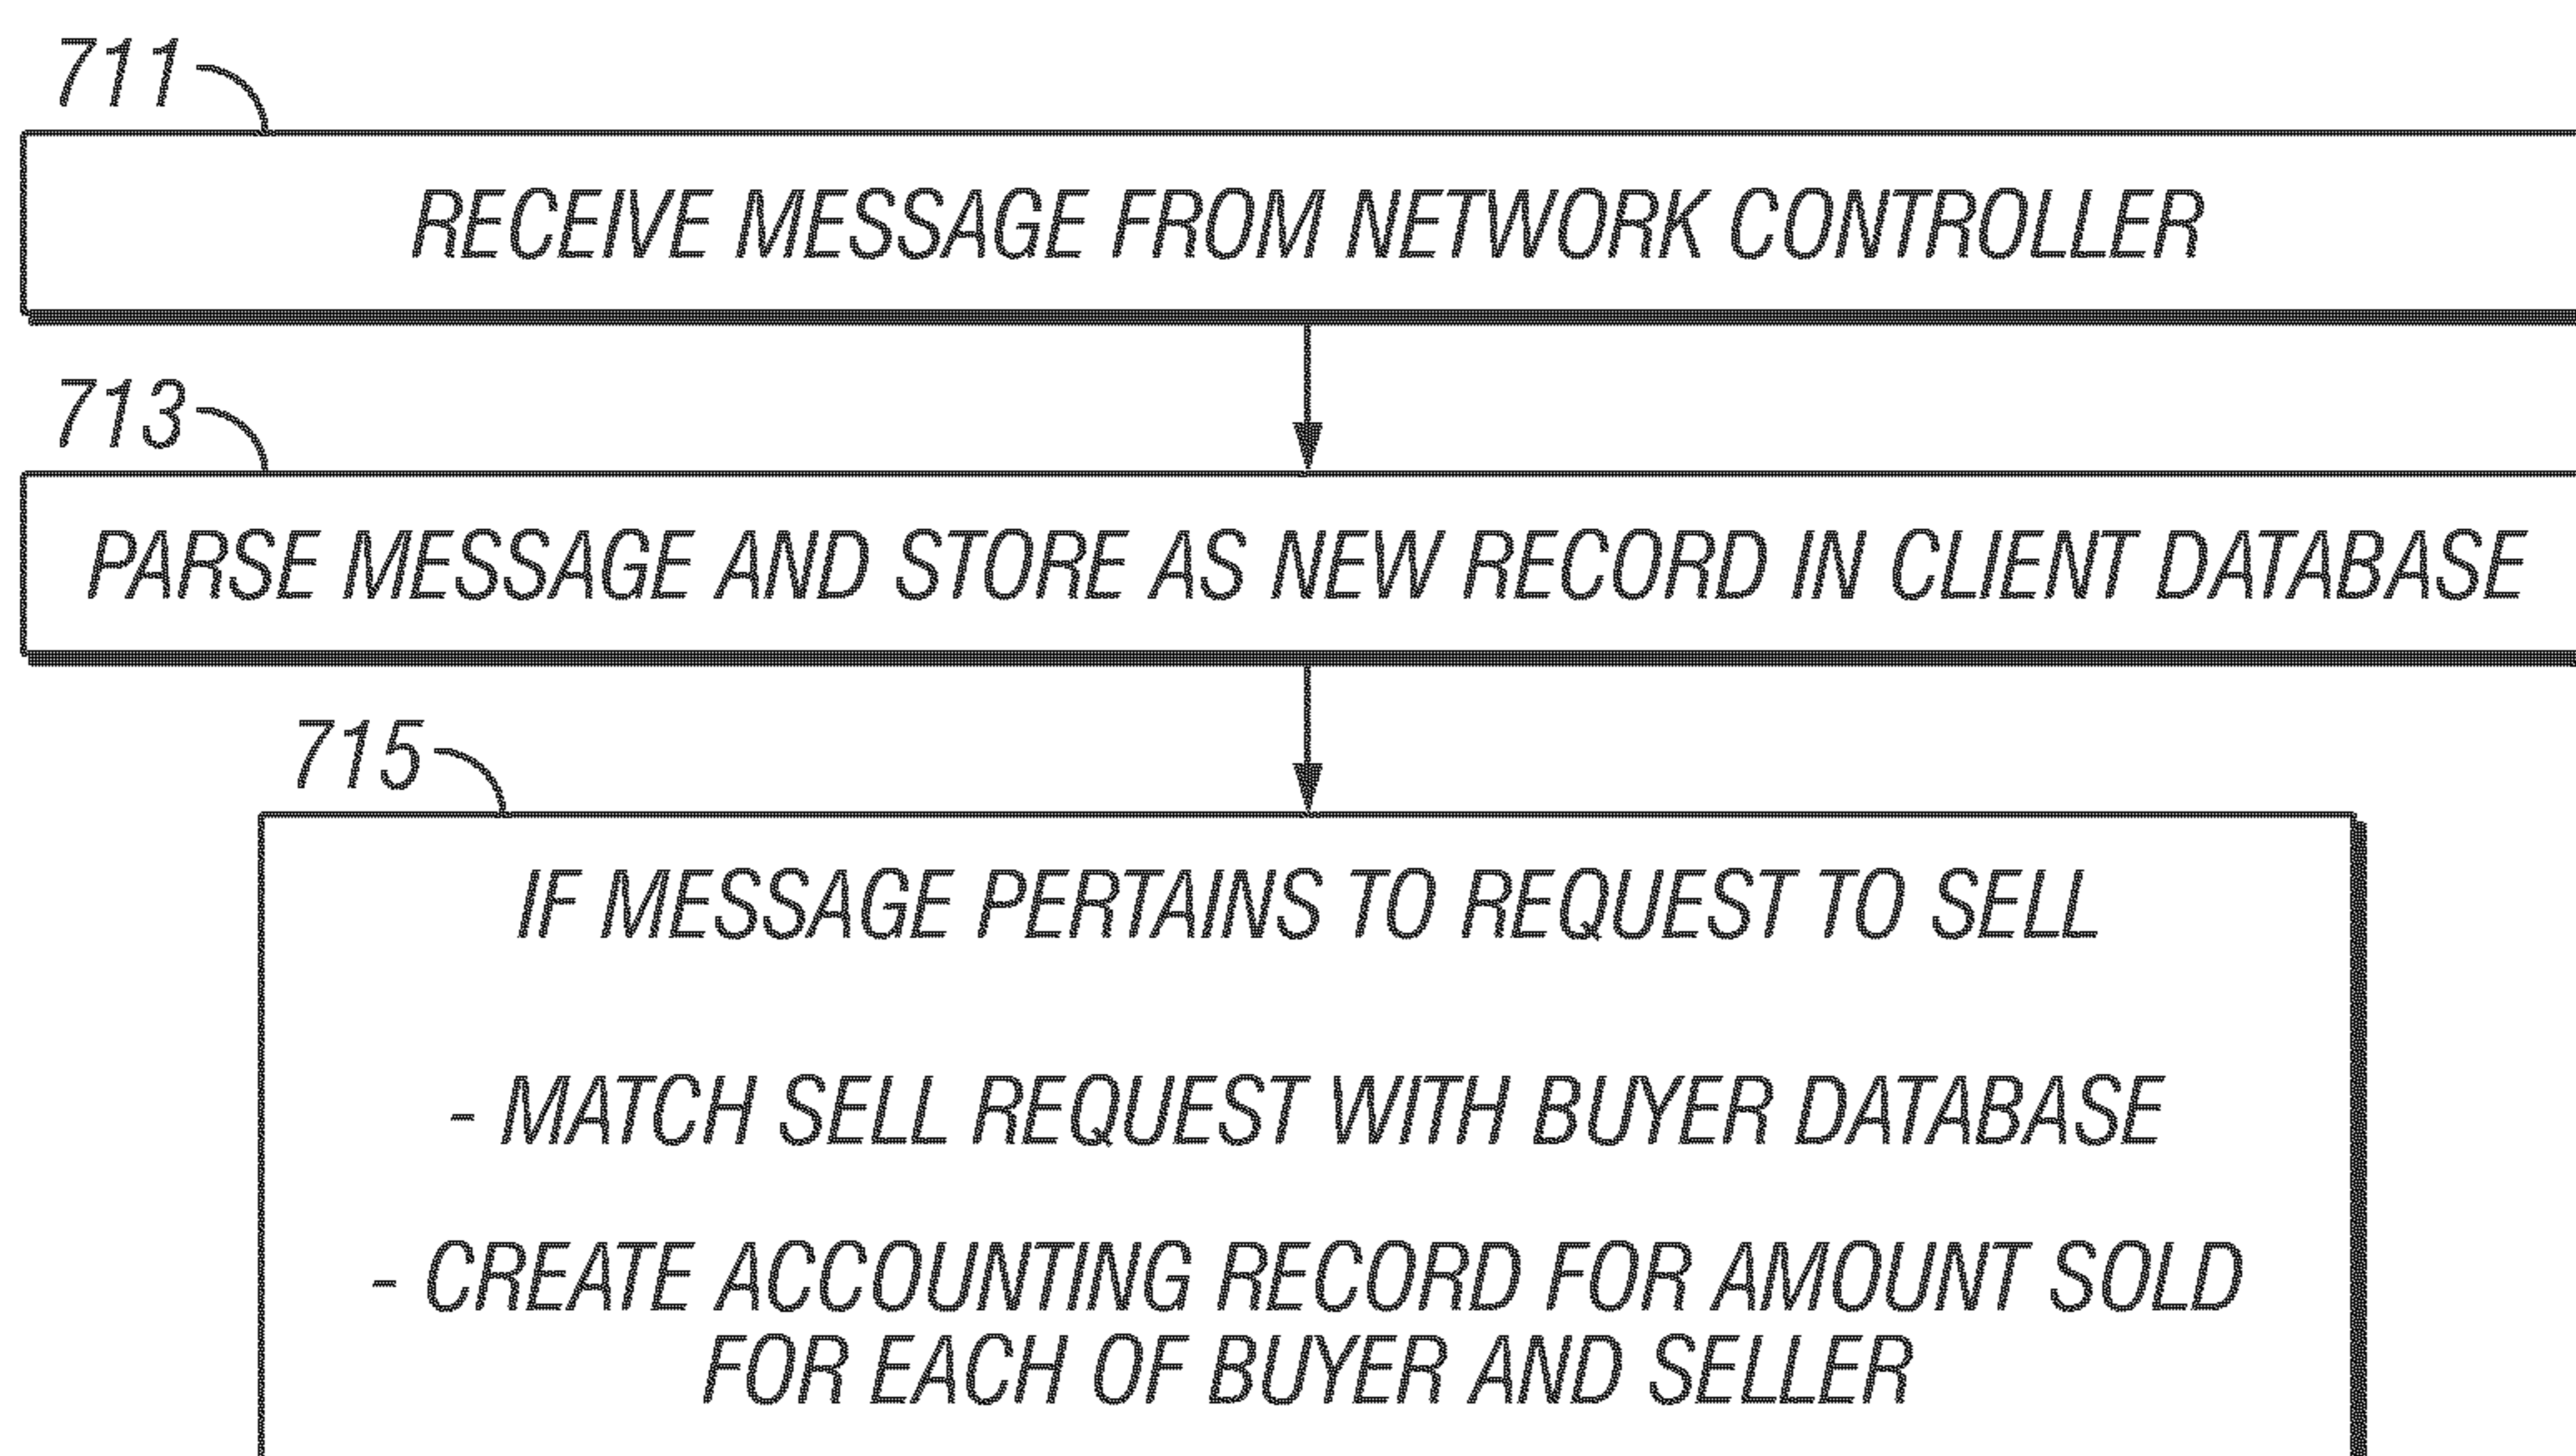 711
RECEIVE MESSAGE FROM NETWORK CONTROLLER
713
PARSE MESSAGE AND STORE AS NEW RECORD IN CLIENT DATABASE
715
IF MESSAGE PERTAINS TO REQUEST TO SELL
- MATCH SELL REQUEST WITH BUYER DATABASE
- CREATE ACCOUNTING RECORD FOR AMOUNT SOLD
FOR EACH OF BUYER AND SELLER